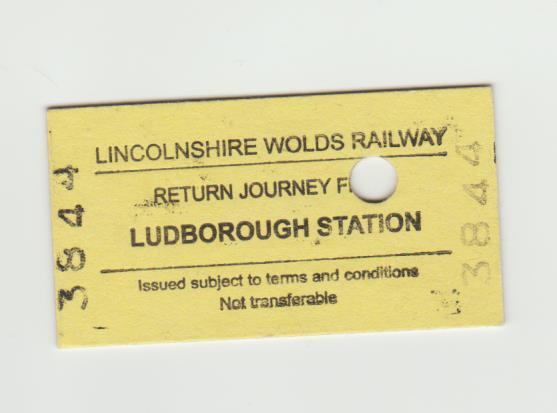 3844
LINCOLNSHIRE WOLDS RAILWAY
RETURN JOURNEY
LUDBOROUGH STATION
Issued subject to terms and conditions
Not transferable
3844